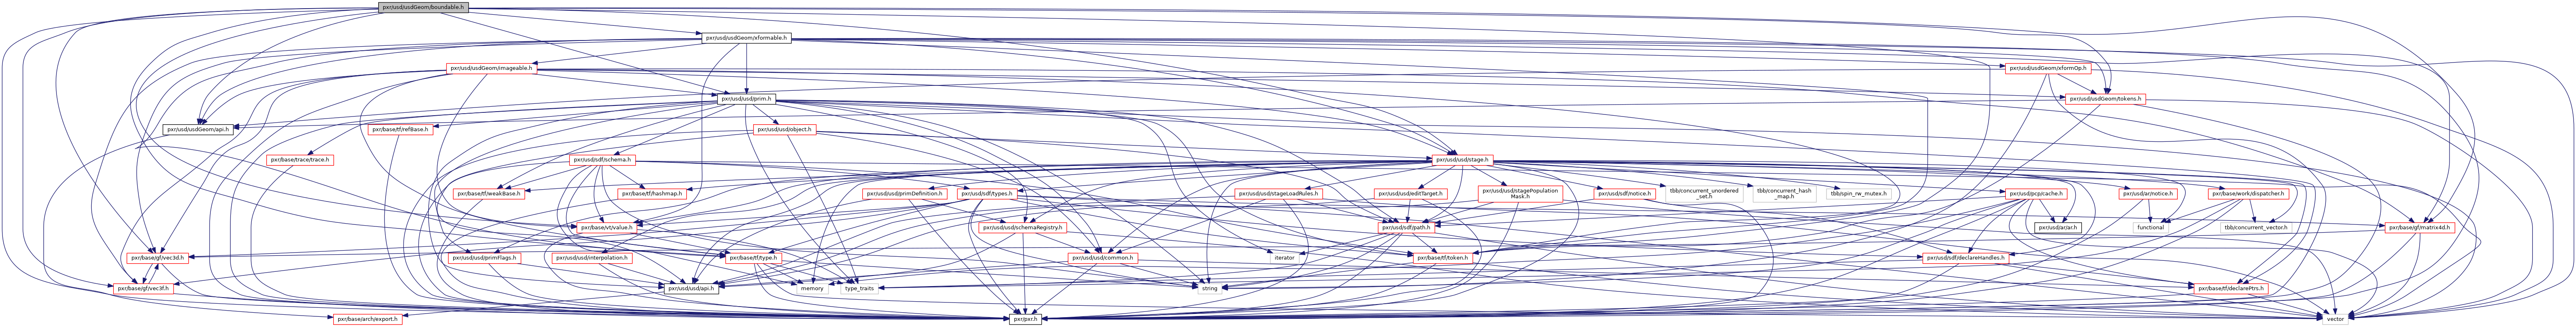 pxr/usd/usdGeom/boundable.h
pxr/usd/usdGeom/xformable.h
pxr/usd/usdGeom/imageable.h
pxr/usd/usdGeom/xformOp.h
pxr/usd/usd/prim.h
pxr/usd/usdGeom/tokens.h
pxr/usd/usdGeom/api.h
pxr/base/tf/refBase.h
pxr/usd/usd/object.h
pxr/base/trace/trace.h
pxr/usd/sdf/schema.h
pxr/usd/usd/stage.h
pxr/base/tf/weakBase.h
pxr/base/tf/hashmap.h
pxr/usd/usd/primDefinition.h
pxr/usd/sdf/types.h
pxr/usd/usd/stageLoadRules.h
pxr/usd/usd/editTarget.h
pxr/usd/usd/stagePopulation
Mask.h
pxr/usd/sdf/notice.h
tbb/concurrent_unordered
_set.h
tbb/concurrent_hash
_map.h
tbb/spin_rw_mutex.h
pxr/usd/pcp/cache.h
pxr/usd/ar/notice.h
pxr/base/work/dispatcher.h
pxr/base/vt/value.h
pxr/usd/usd/schemaRegistry.h
pxr/usd/sdf/path.h
pxr/usd/ar/ar.h
functional
tbb/concurrent_vector.h
pxr/base/gf/matrix4d.h
pxr/base/gf/vec3d.h
pxr/usd/usd/primFlags.h
pxr/usd/usd/interpolation.h
pxr/base/tf/type.h
pxr/usd/usd/common.h
iterator
pxr/base/tf/token.h
pxr/usd/sdf/declareHandles.h
pxr/base/gf/vec3f.h
pxr/usd/usd/api.h
memory
type_traits
string
pxr/base/tf/declarePtrs.h
pxr/base/arch/export.h
pxr/pxr.h
vector